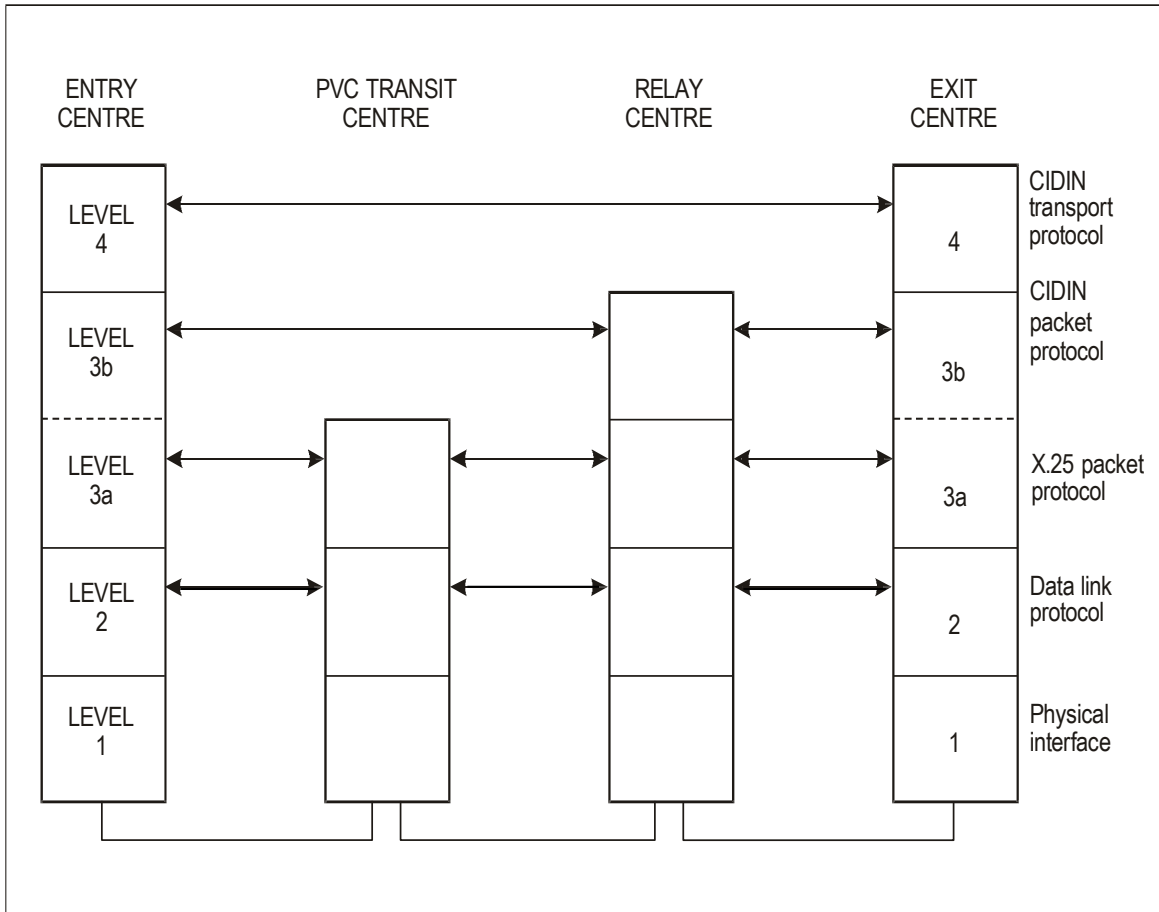 ENTRY
CENTRE
PVC TRANSIT
CENTRE
RELAY
CENTRE
EXIT
CENTRE
LEVEL
4
4
CIDIN
transport
protocol
LEVEL
3b
3b
CIDIN
packet
protocol
LEVEL
3a
3a
X.25 packet
protocol
LEVEL
2
2
Data link
protocol
LEVEL
1
1
Physical
interface